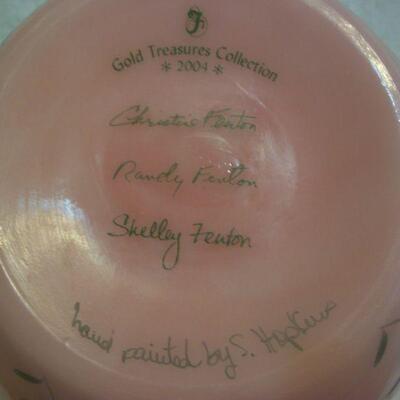 F
Gold Treasures Collection
* 2004 *
Christine Fenton
Randy Fenton
Shelley Fenton
hand painted by S. Hopkins